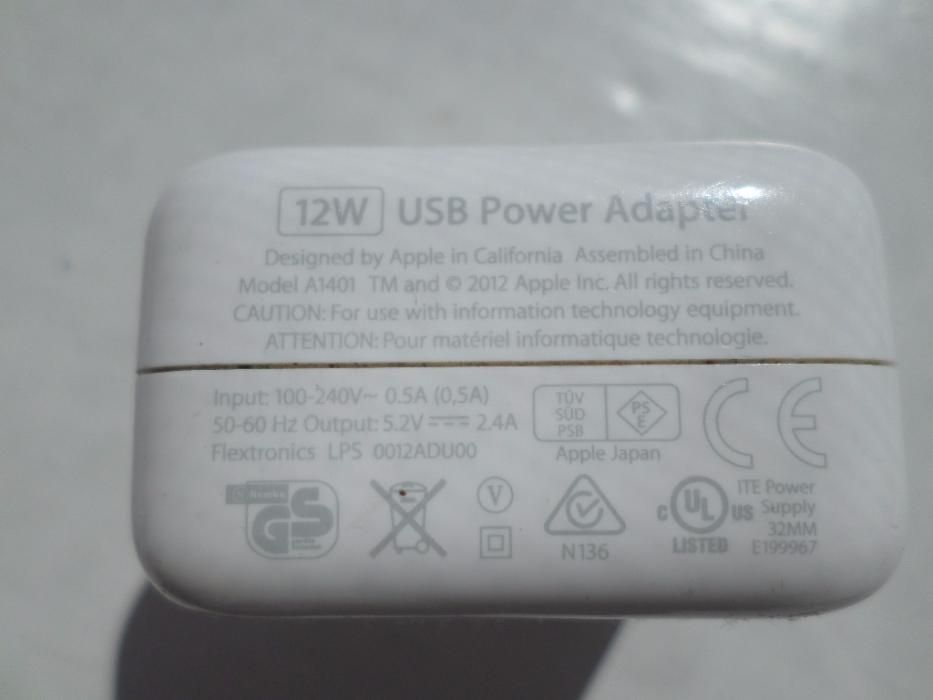 12W USB Power Adapter
Designed by Apple in California Assembled in China
Model A1401 TM and © 2012 Apple Inc. All rights reserved.
CAUTION: For use with information technology equipment.
ATTENTION: Pour matériel informatique technologie.
Input: 100-240V~ 0.5A (0,5A)
50-60 Hz Output: 5.2V ⎓ 2.4A
Flextronics LPS 0012ADU00
TÜV
SÜD
PSB
PS
E
Apple Japan
CE
N Nemko
GS
V
N136
c UL US
LISTED
ITE Power
Supply
32MM
E199967